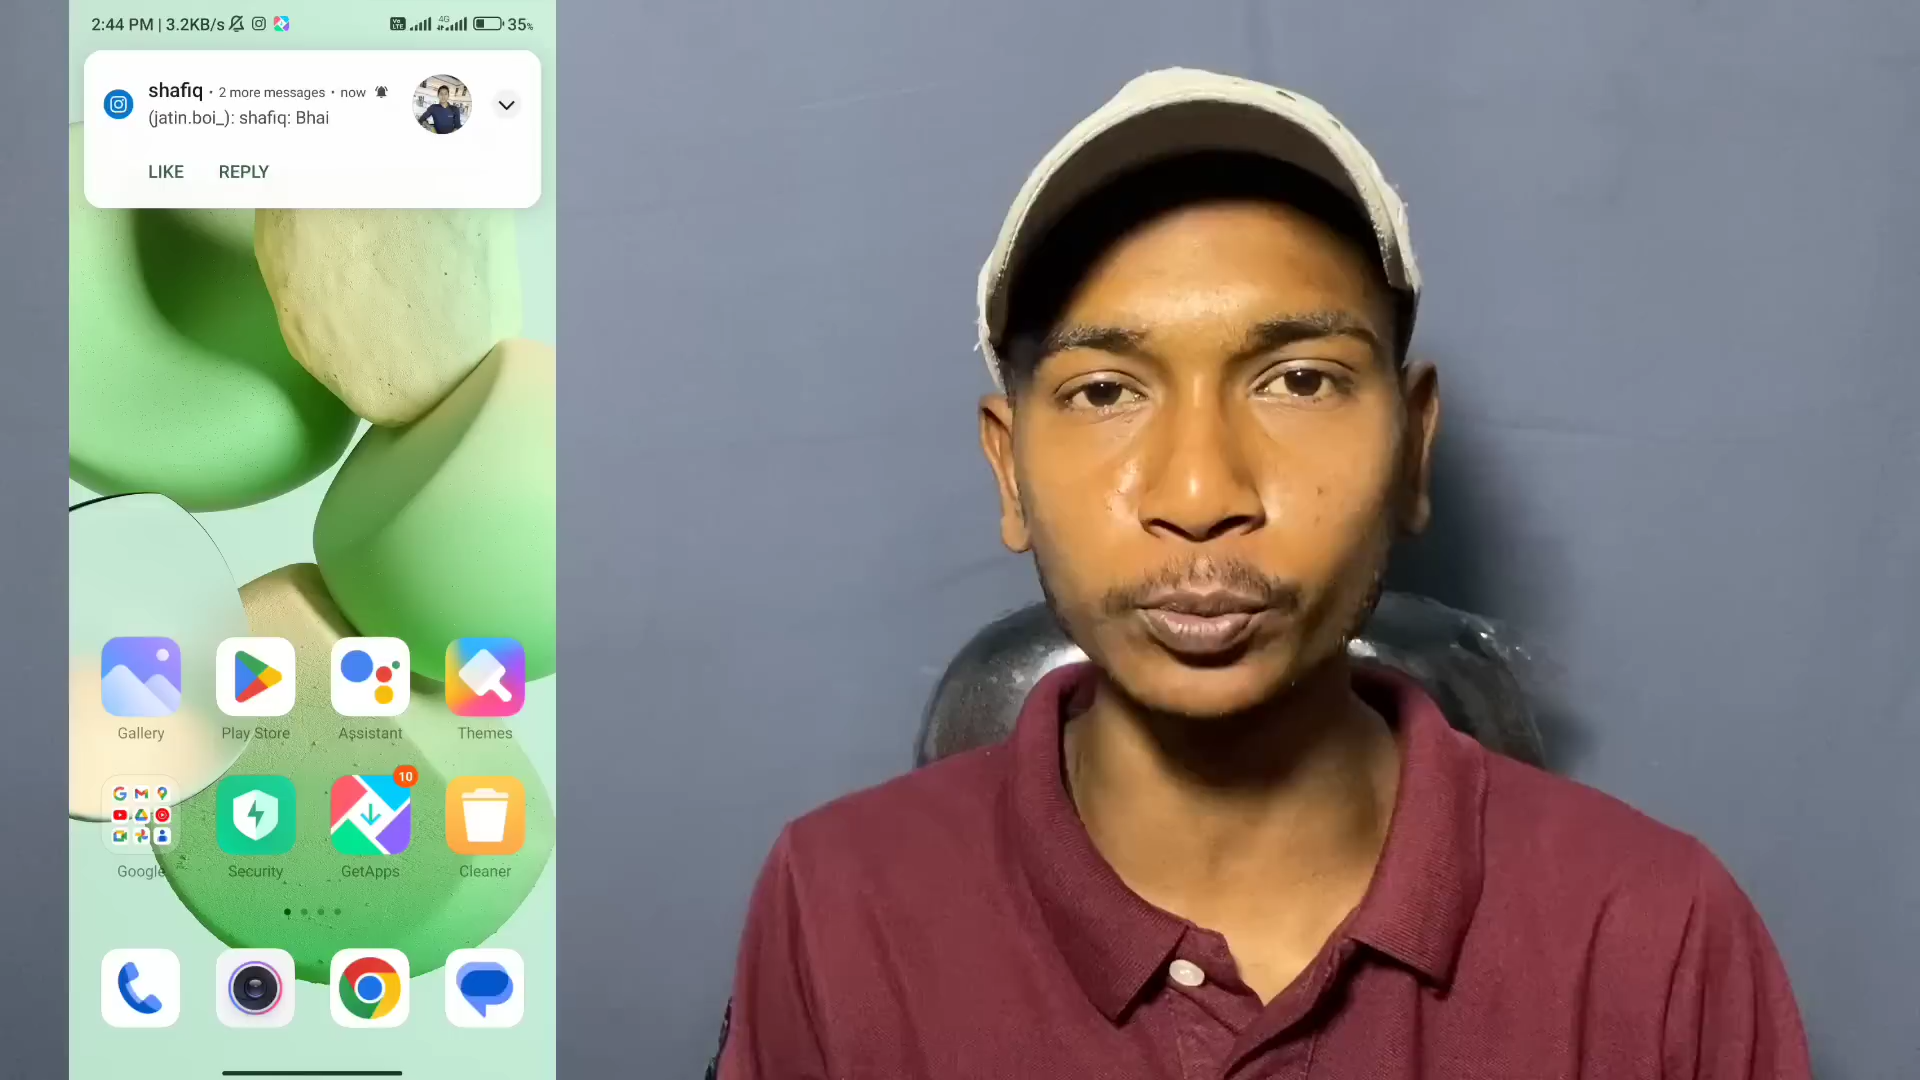 2:44 PM | 3.2KB/s 4G 35%
shafiq · 2 more messages · now
(jatin.boi_): shafiq: Bhai
LIKE REPLY
Gallery Play Store Assistant Themes
10
Google Security GetApps Cleaner